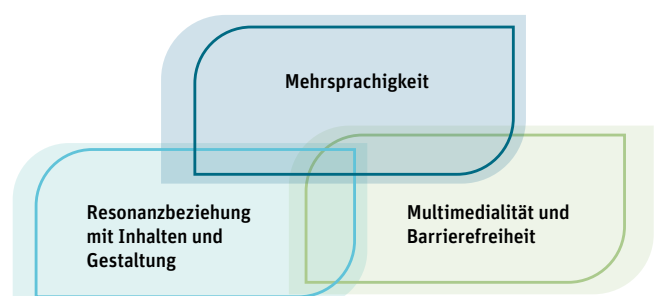 Mehrsprachigkeit
Resonanzbeziehung
mit Inhalten und
Gestaltung
Multimedialität und
Barrierefreiheit